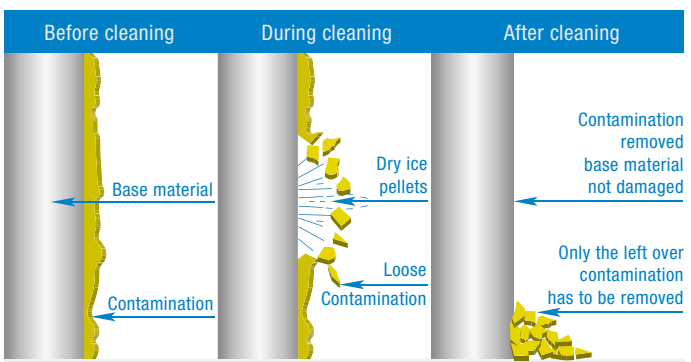 Before cleaning
During cleaning
After cleaning
Base material
Contamination
Dry ice
pellets
Loose
Contamination
Contamination
removed
base material
not damaged
Only the left over
contamination
has to be removed